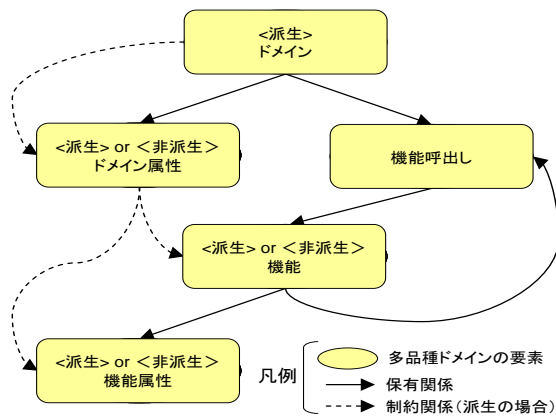 <派生>
ドメイン
<派生> or <非派生>
ドメイン属性
機能呼出し
<派生> or <非派生>
機能
<派生> or <非派生>
機能属性
凡例
多品種ドメインの要素
保有関係
制約関係(派生の場合)